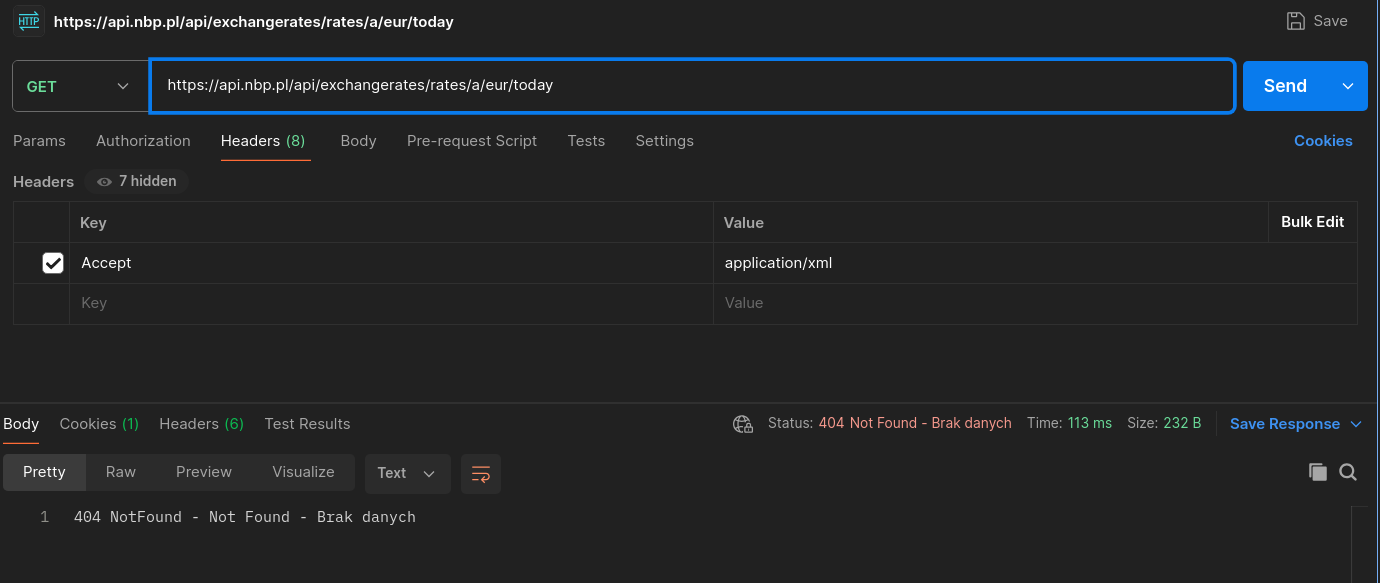 HTTP https://api.nbp.pl/api/exchangerates/rates/a/eur/today Save
GET https://api.nbp.pl/api/exchangerates/rates/a/eur/today Send
Params Authorization Headers (8) Body Pre-request Script Tests Settings Cookies
Headers 7 hidden
Key Value Bulk Edit
Accept application/xml
Key Value
Body Cookies (1) Headers (6) Test Results Status: 404 Not Found - Brak danych Time: 113 ms Size: 232 B Save Response
Pretty Raw Preview Visualize Text
1 404 NotFound - Not Found - Brak danych